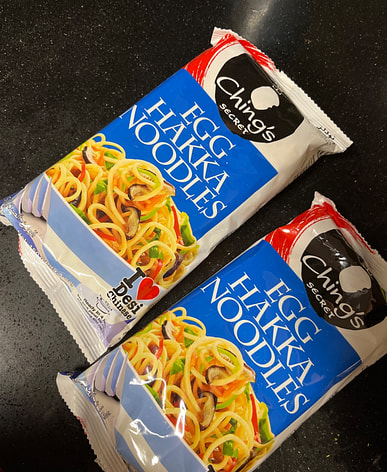 Ching's
SECRET
EGG
HAKKA
NOODLES
I ❤
Desi
Chinese
Ching's
SECRET
EGG
HAKKA
NOODLES